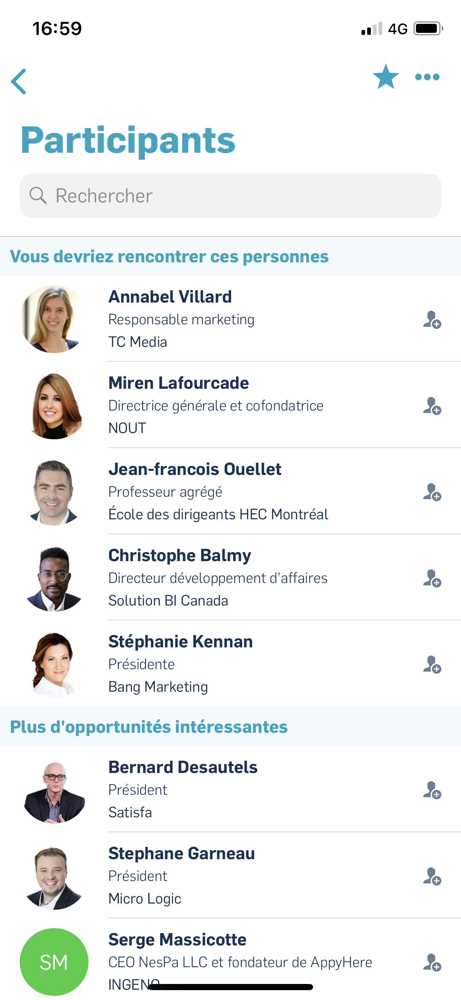 16:59
4G
Participants
Rechercher
Vous devriez rencontrer ces personnes
Annabel Villard
Responsable marketing
TC Media
Miren Lafourcade
Directrice générale et cofondatrice
NOUT
Jean-francois Ouellet
Professeur agrégé
École des dirigeants HEC Montréal
Christophe Balmy
Directeur développement d'affaires
Solution BI Canada
Stéphanie Kennan
Présidente
Bang Marketing
Plus d'opportunités intéressantes
Bernard Desautels
Président
Satisfa
Stephane Garneau
Président
Micro Logic
SM
Serge Massicotte
CEO NesPa LLC et fondateur de AppyHere
INGENO